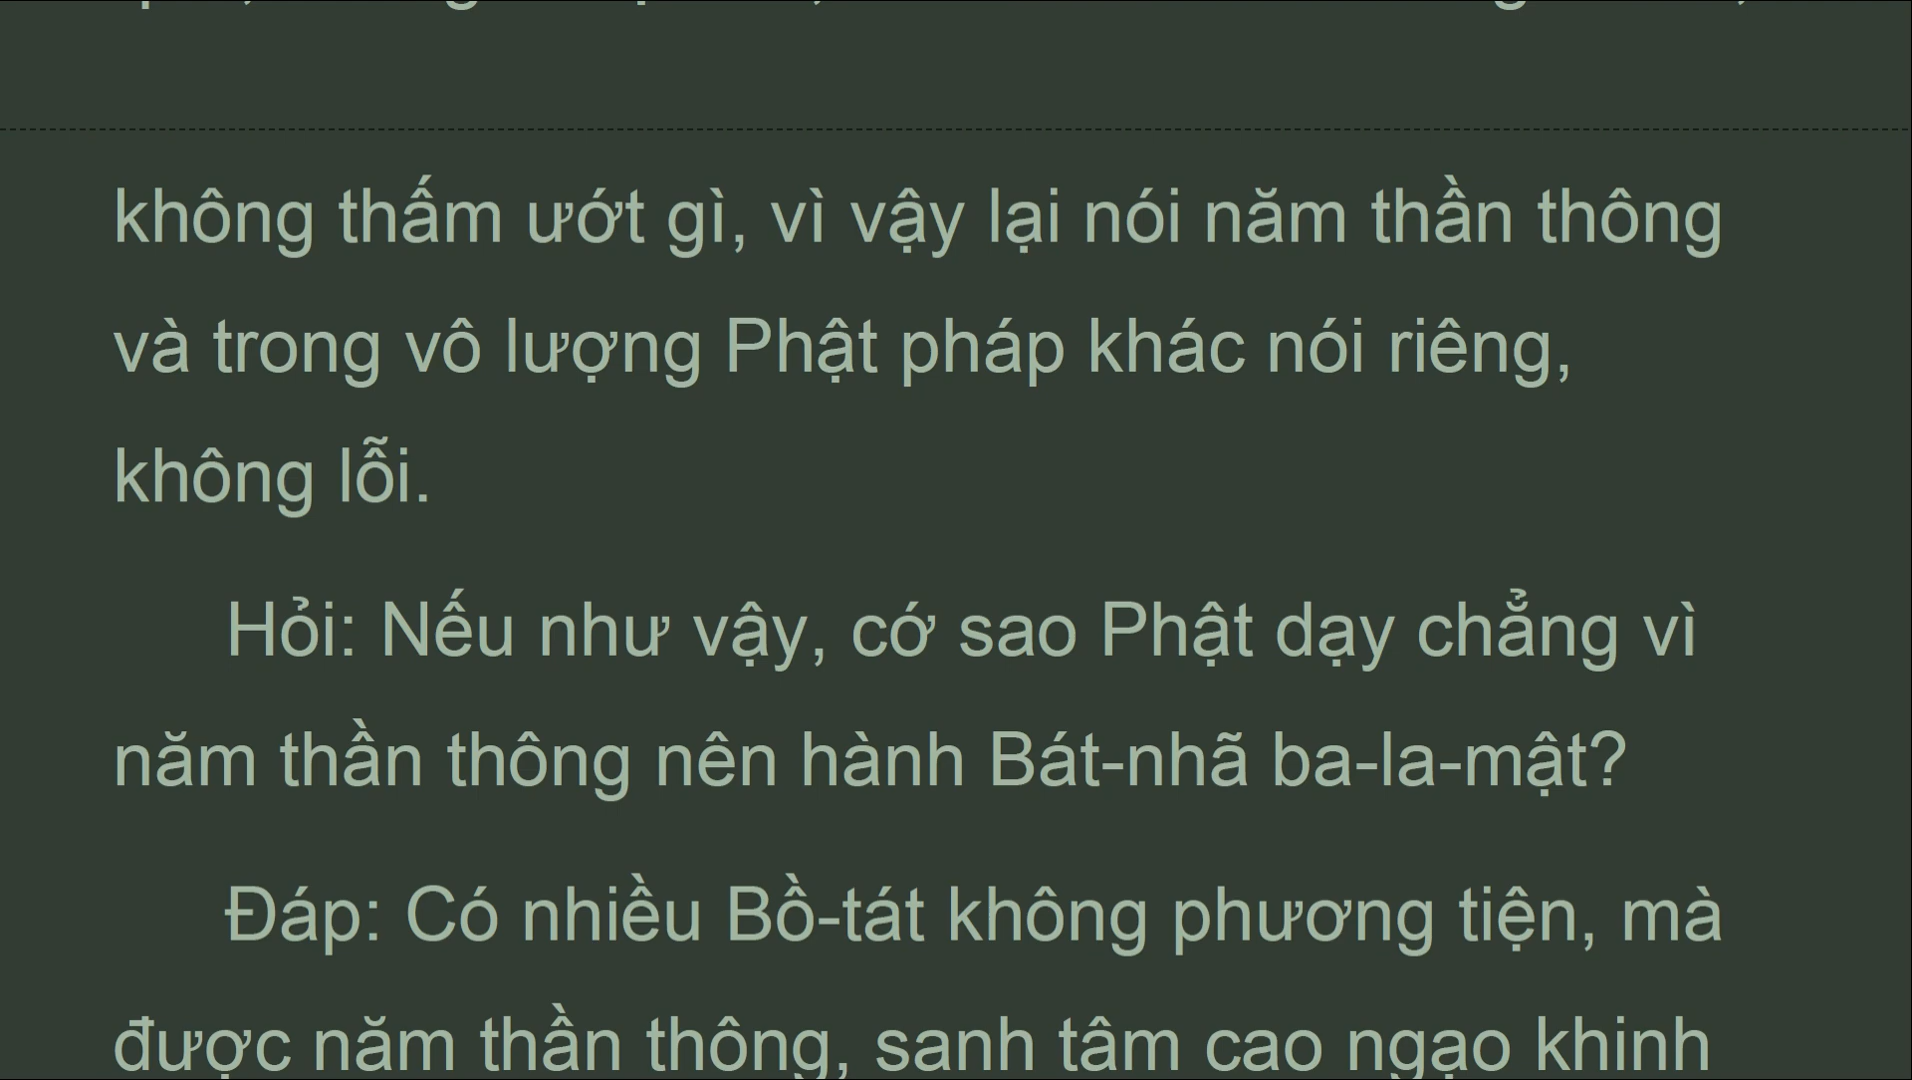 không thấm ướt gì, vì vậy lại nói năm thần thông
và trong vô lượng Phật pháp khác nói riêng,
không lỗi.
Hỏi: Nếu như vậy, cớ sao Phật dạy chẳng vì
năm thần thông nên hành Bát-nhã ba-la-mật?
Đáp: Có nhiều Bồ-tát không phương tiện, mà
được năm thần thông, sanh tâm cao ngạo khinh